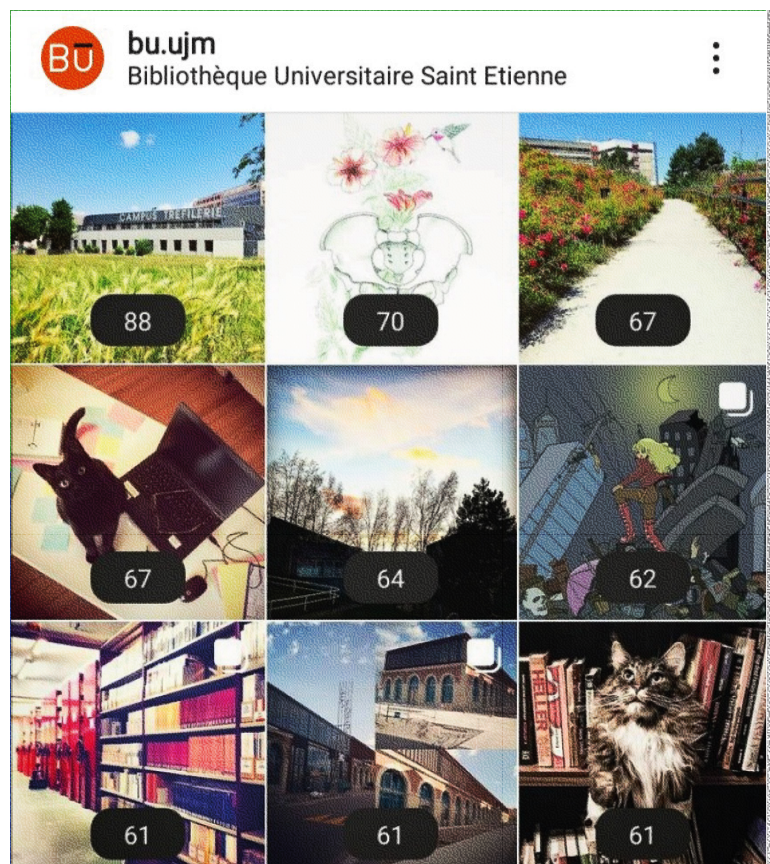 BU
bu.ujm
Bibliothèque Universitaire Saint Etienne
CAMPUS TREFILERIE
88
70
67
67
64
62
HELLER
61
61
61